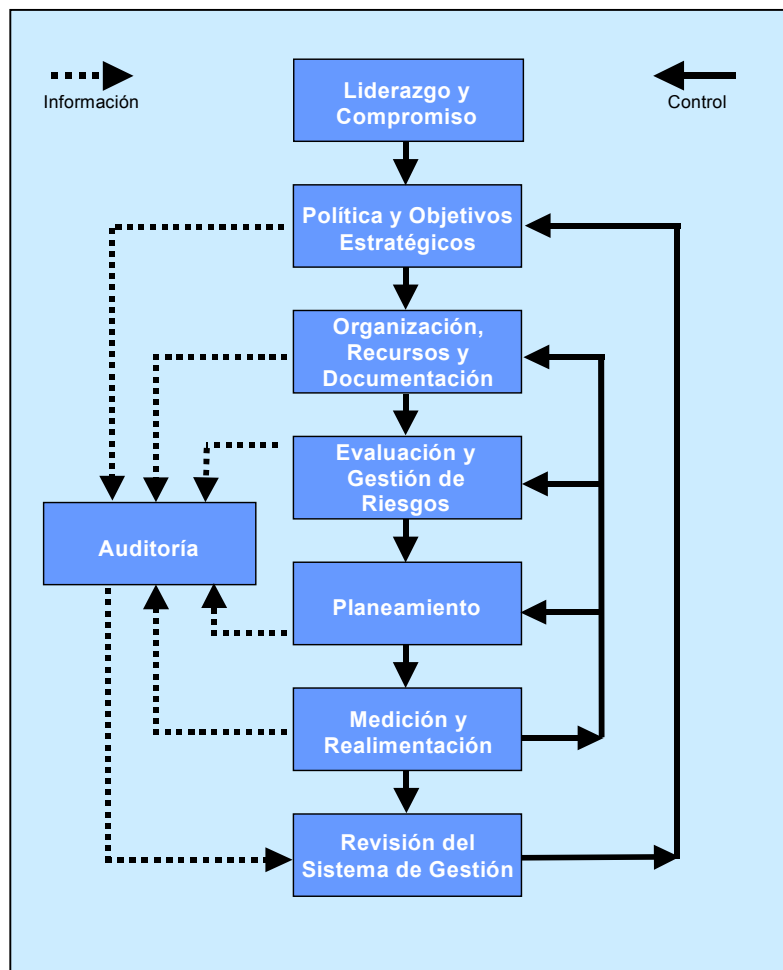 Información
Liderazgo y
Compromiso
Control
Política y Objetivos
Estratégicos
Organización,
Recursos y
Documentación
Evaluación y
Gestión de
Riesgos
Auditoría
Planeamiento
Medición y
Realimentación
Revisión del
Sistema de Gestión